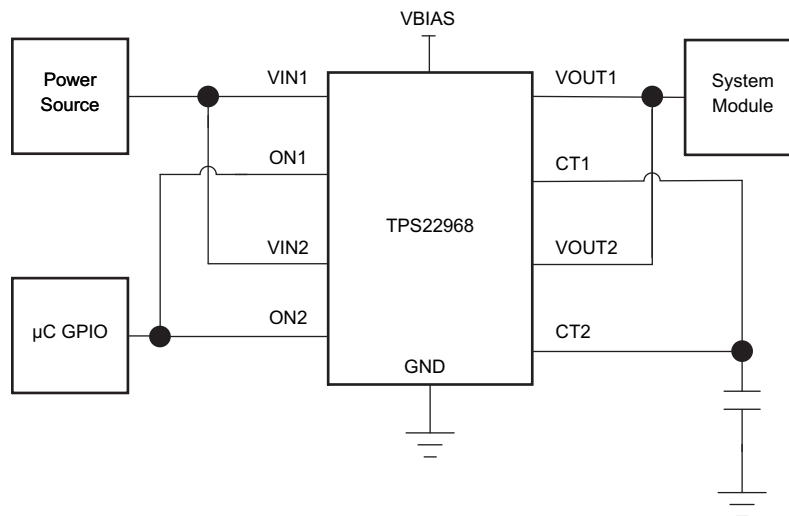 VBIAS
Power
Source
VIN1
VOUT1
System
Module
ON1
CT1
TPS22968
VIN2
VOUT2
µC GPIO
ON2
CT2
GND